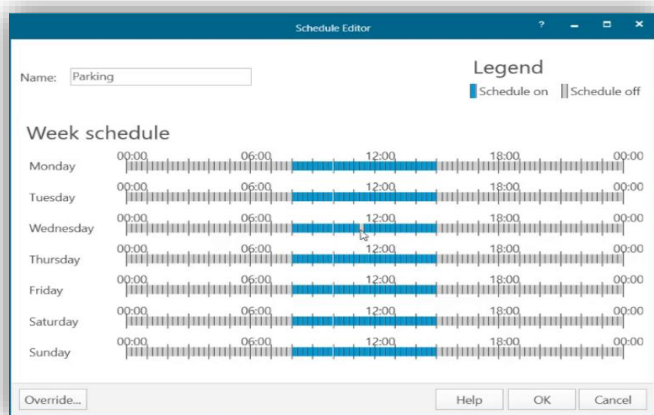 Schedule Editor
Name: Parking
Legend
Schedule on Schedule off
Week schedule
Monday 00:00 06:00 12:00 18:00 00:00
Tuesday 00:00 06:00 12:00 18:00 00:00
Wednesday 00:00 06:00 12:00 18:00 00:00
Thursday 00:00 06:00 12:00 18:00 00:00
Friday 00:00 06:00 12:00 18:00 00:00
Saturday 00:00 06:00 12:00 18:00 00:00
Sunday 00:00 06:00 12:00 18:00 00:00
Override... Help OK Cancel